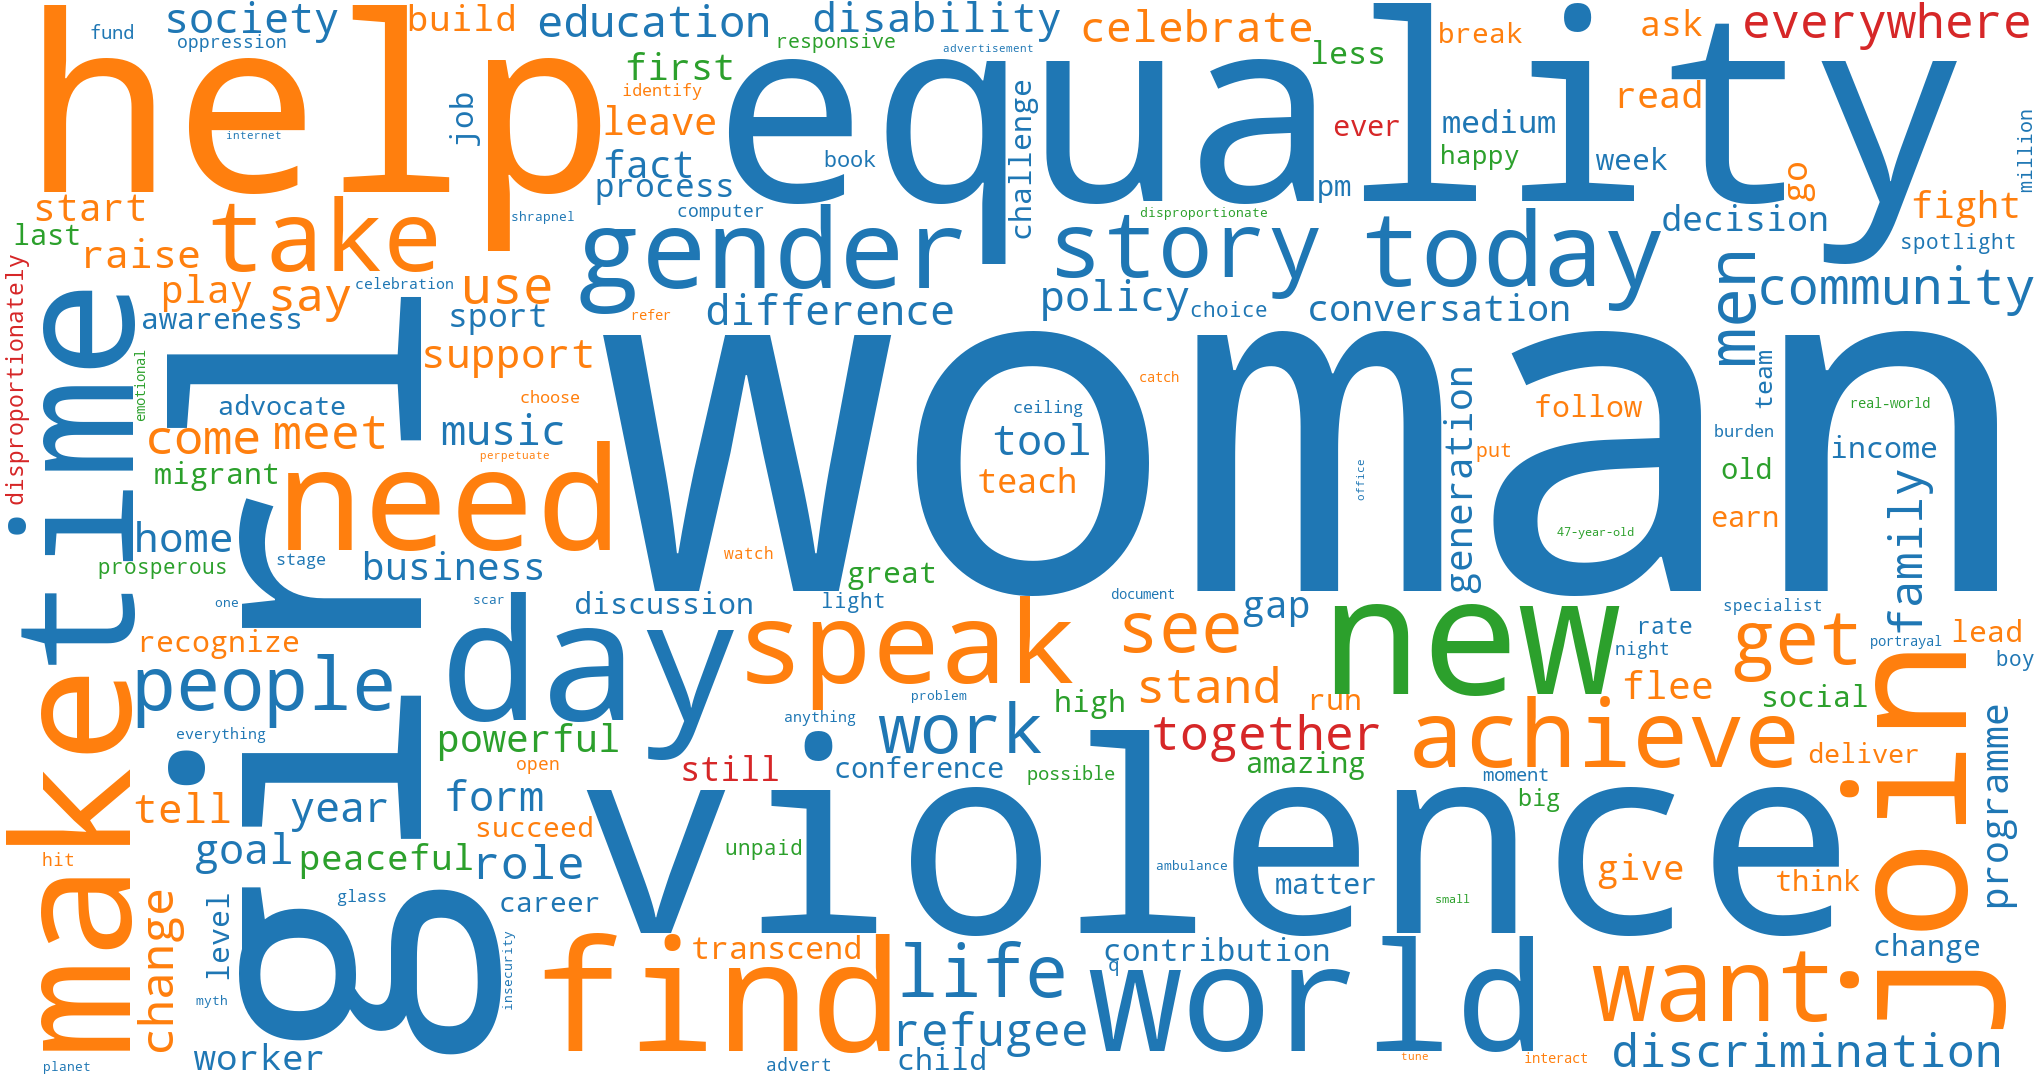 help
equality
woman
girl
violence
time
make
join
new
day
need
speak
find
world
want
achieve
take
gender
story
today
society
fund
oppression
build
education
disability
responsive
advertisement
celebrate
less
break
ask
everywhere
first
identify
internet
job
leave
fact
process
book
challenge
ever
medium
happy
pm
week
read
go
million
start
last
raise
shrapnel
computer
disproportionate
decision
fight
spotlight
disproportionately
play
say
celebration
use
awareness
sport
refer
difference
policy
choice
conversation
men
community
support
emotional
advocate
choose
catch
ceiling
follow
team
real-world
come
meet
music
tool
teach
perpetuate
generation
put
burden
income
migrant
office
old
family
home
prosperous
stage
business
watch
great
47-year-old
earn
one
scar
discussion
light
document
see
gap
specialist
rate
night
get
portrayal
lead
boy
recognize
people
problem
stand
high
run
flee
social
everything
powerful
open
anything
work
together
amazing
deliver
programme
still
conference
possible
moment
big
tell
year
form
succeed
goal
peaceful
role
unpaid
ambulance
matter
give
think
hit
change
level
glass
career
small
insecurity
transcend
life
contribution
q
change
myth
worker
refugee
child
advert
tune
interact
discrimination
planet